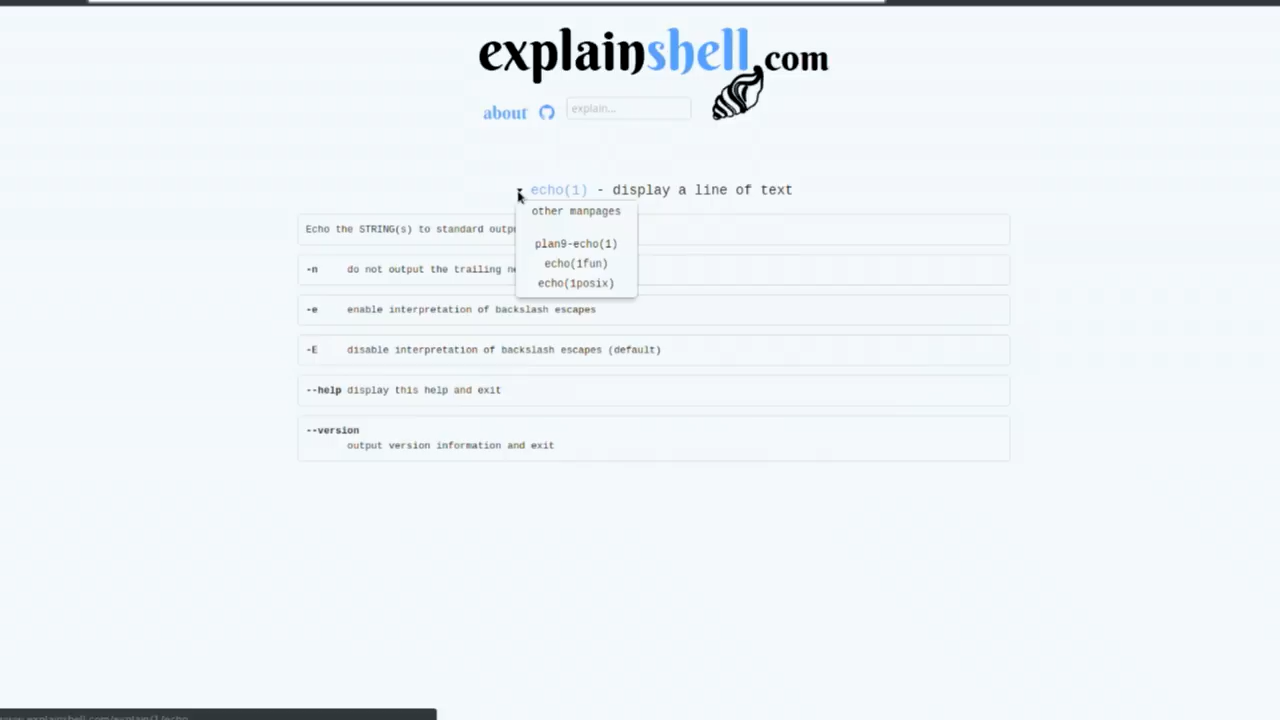 explainshell.com
about explain...
echo(1) - display a line of text
other manpages
plan9-echo(1)
echo(1fun)
echo(1posix)
Echo the STRING(s) to standard
-n do not output the trailing
-e enable interpretation of backslash escapes
-E disable interpretation of backslash escapes (default)
--help display this help and exit
--version
output version information and exit